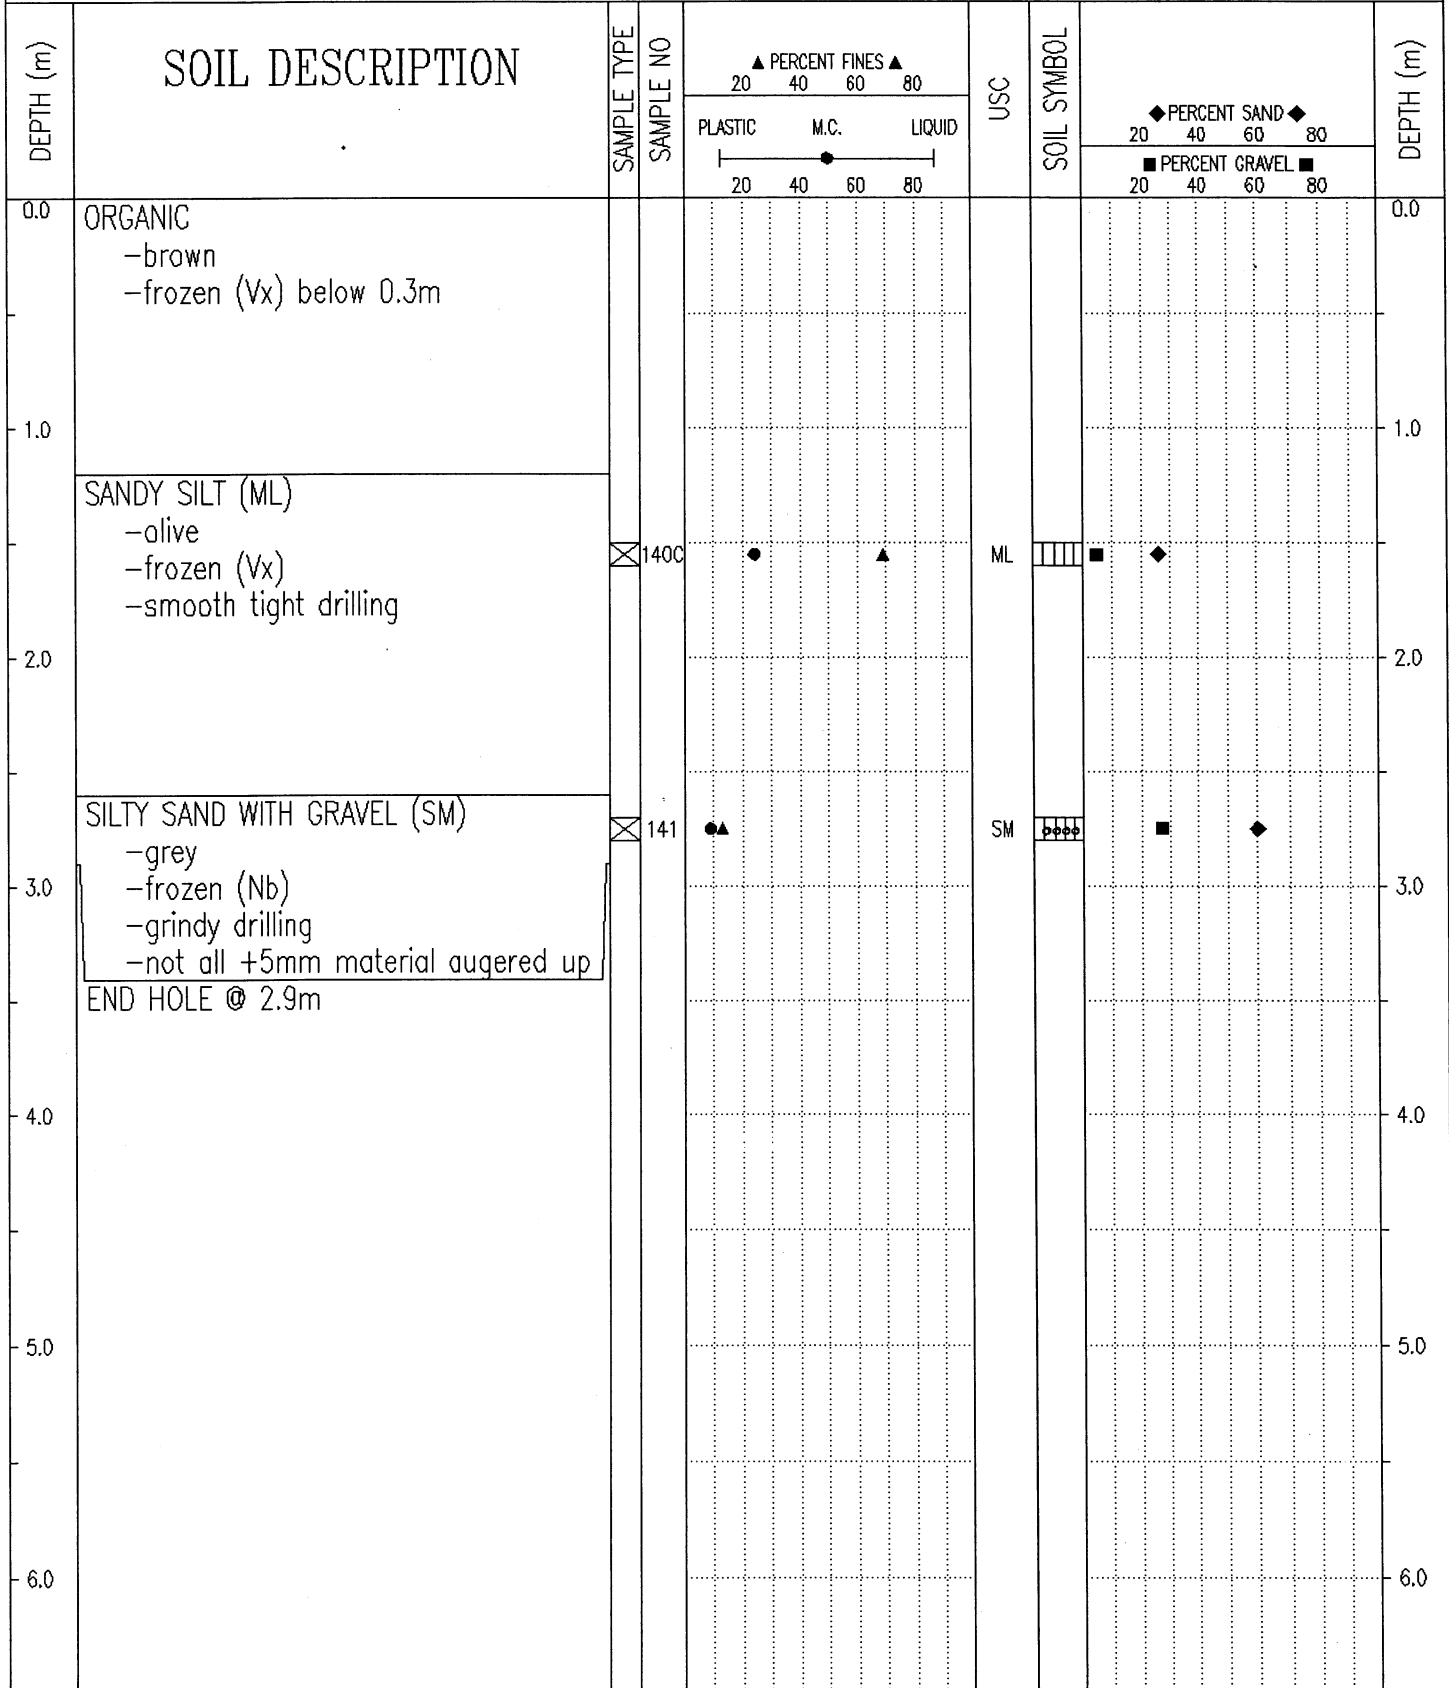 DEPTH (m)
SOIL DESCRIPTION
SAMPLE TYPE
SAMPLE NO
▲ PERCENT FINES ▲
20 40 60 80
PLASTIC M.C. LIQUID
20 40 60 80
USC
SOIL SYMBOL
◆ PERCENT SAND ◆
20 40 60 80
■ PERCENT GRAVEL ■
20 40 60 80
DEPTH (m)
0.0
ORGANIC
-brown
-frozen (Vx) below 0.3m
0.0
1.0
1.0
SANDY SILT (ML)
-olive
-frozen (Vx)
-smooth tight drilling
140C
ML
2.0
2.0
SILTY SAND WITH GRAVEL (SM)
-grey
-frozen (Nb)
-grindy drilling
-not all +5mm material augered up
141
SM
3.0
3.0
END HOLE @ 2.9m
4.0
4.0
5.0
5.0
6.0
6.0